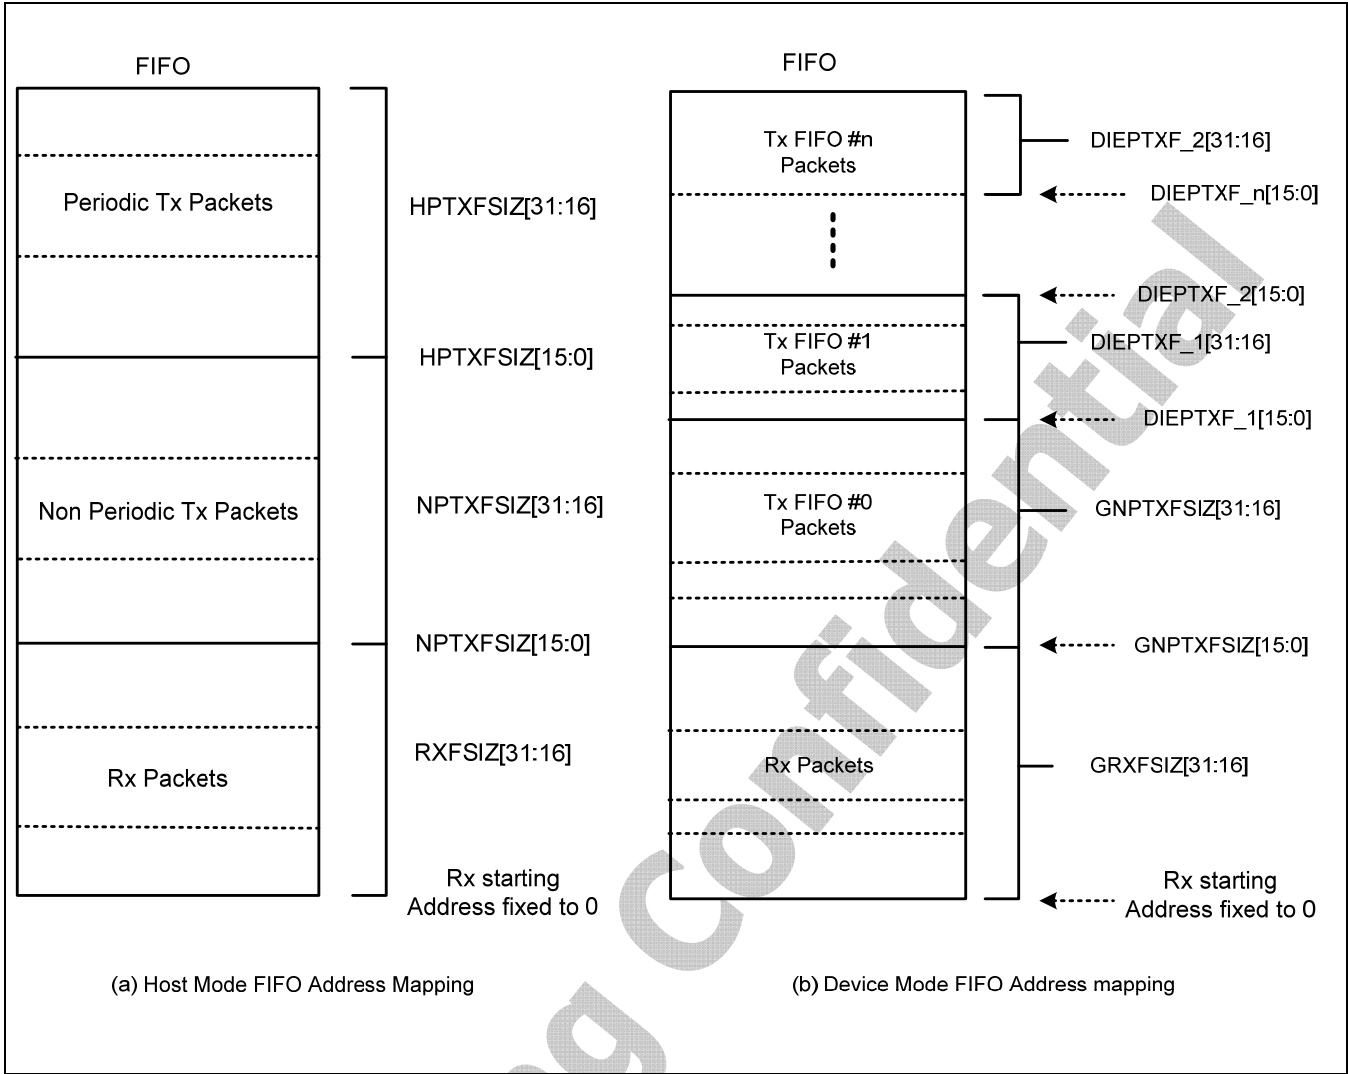 FIFO
Periodic Tx Packets
HPTXFSIZ[31:16]
HPTXFSIZ[15:0]
Non Periodic Tx Packets
NPTXFSIZ[31:16]
NPTXFSIZ[15:0]
RXFSIZ[31:16]
Rx Packets
Rx starting
Address fixed to 0
(a) Host Mode FIFO Address Mapping
FIFO
Tx FIFO #n
Packets
DIEPTXF_2[31:16]
DIEPTXF_n[15:0]
DIEPTXF_2[15:0]
Tx FIFO #1
Packets
DIEPTXF_1[31:16]
DIEPTXF_1[15:0]
Tx FIFO #0
Packets
GNPTXFSIZ[31:16]
GNPTXFSIZ[15:0]
Rx Packets
GRXFSIZ[31:16]
Rx starting
Address fixed to 0
(b) Device Mode FIFO Address mapping
ng Confidential